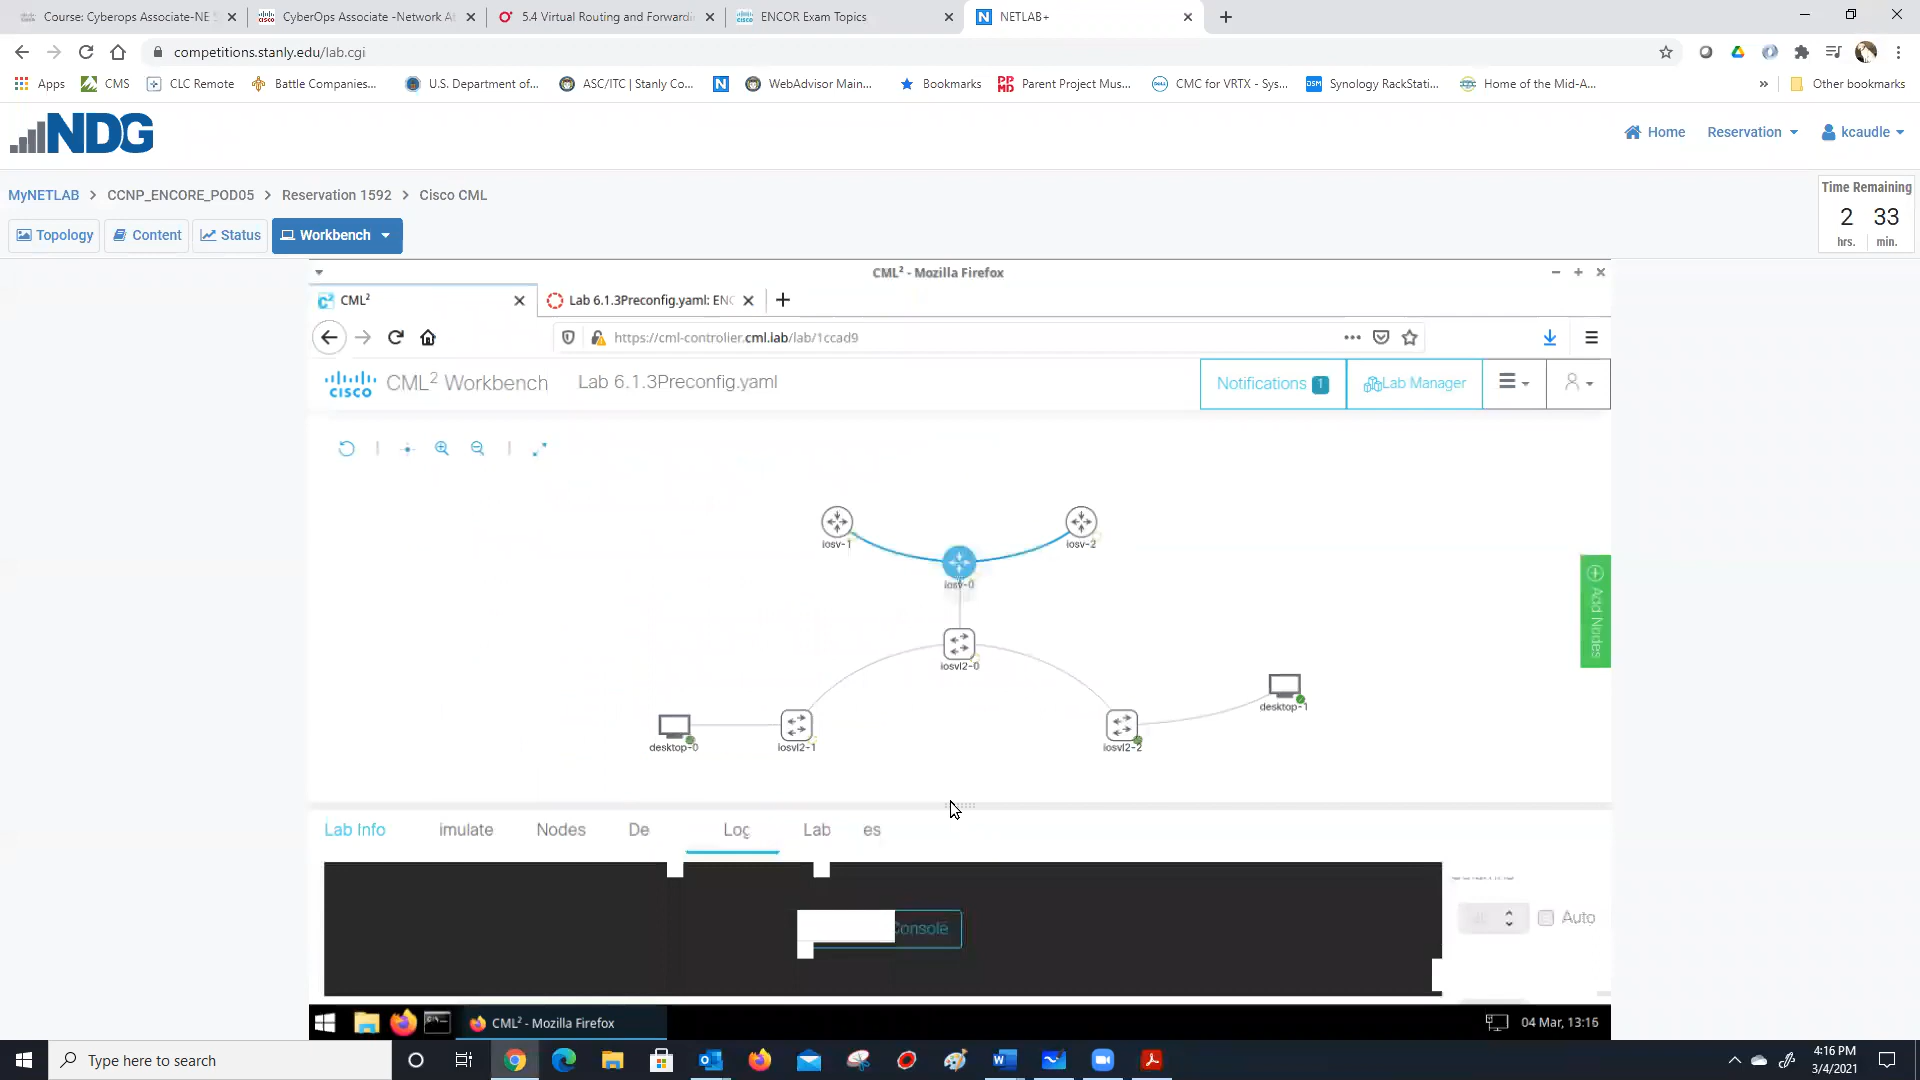 Course: Cyberops Associate-NE
CyberOps Associate -Network At
5.4 Virtual Routing and Forwardi
ENCOR Exam Topics
NETLAB+
competitions.stanly.edu/lab.cgi
Apps
CMS
CLC Remote
Battle Companies...
U.S. Department of...
ASC/ITC | Stanly Co...
WebAdvisor Main...
Bookmarks
Parent Project Mus...
CMC for VRTX - Sys...
Synology RackStati...
Home of the Mid-A...
»
Other bookmarks
NDG
Home
Reservation
kcaudle
MyNETLAB > CCNP_ENCORE_POD05 > Reservation 1592 > Cisco CML
Time Remaining
2 33
hrs. min.
Topology
Content
Status
Workbench
CML² - Mozilla Firefox
CML²
Lab 6.1.3Preconfig.yaml: ENC
https://cml-controller.cml.lab/lab/1ccad9
CISCO
CML² Workbench
Lab 6.1.3Preconfig.yaml
Notifications 1
Lab Manager
iosv-1
iosv-2
iosv-0
iosvl2-0
desktop-1
desktop-0
iosvl2-1
iosvl2-2
Add Nodes
Lab Info
imulate
Nodes
De
Log
Lab
es
Console
Auto
CML² - Mozilla Firefox
04 Mar, 13:16
Type here to search
4:16 PM
3/4/2021